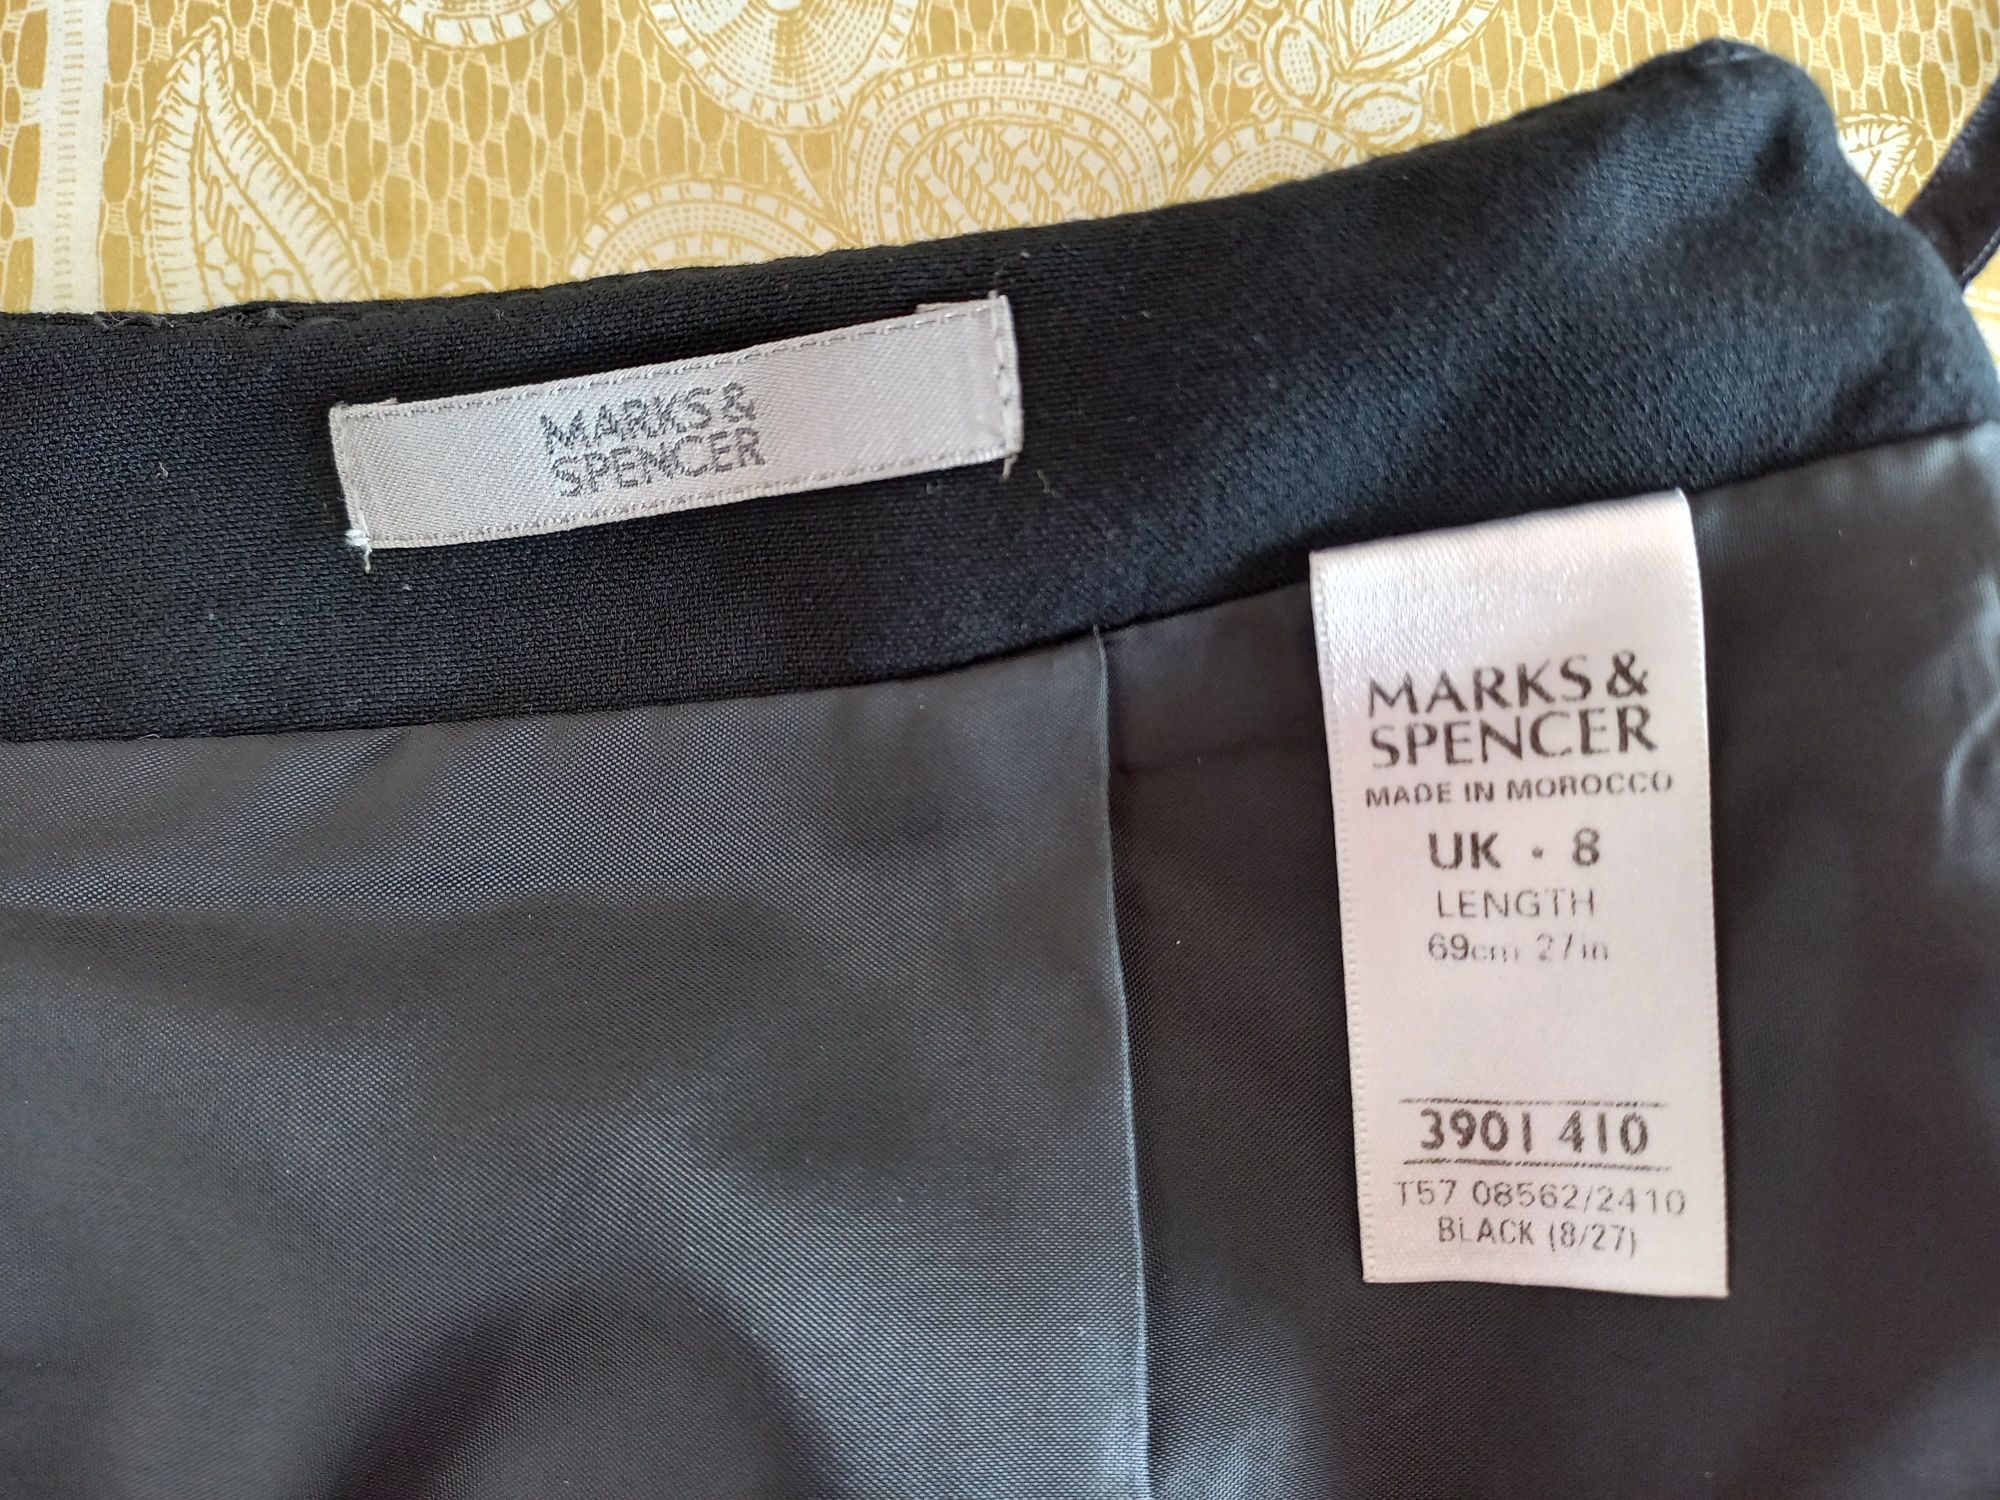 MARKS &
SPENCER
MARKS &
SPENCER
MADE IN MOROCCO
UK · 8
LENGTH
69cm 27in
3901 410
T57 08562/2410
BLACK (8/27)